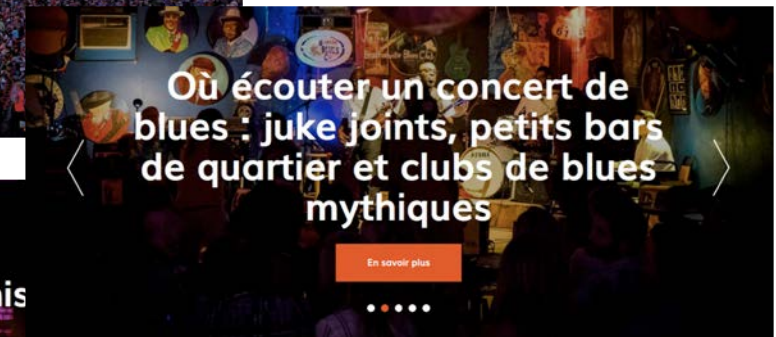 Où écouter un concert de
blues : juke joints, petits bars
de quartier et clubs de blues
mythiques
En savoir plus
is